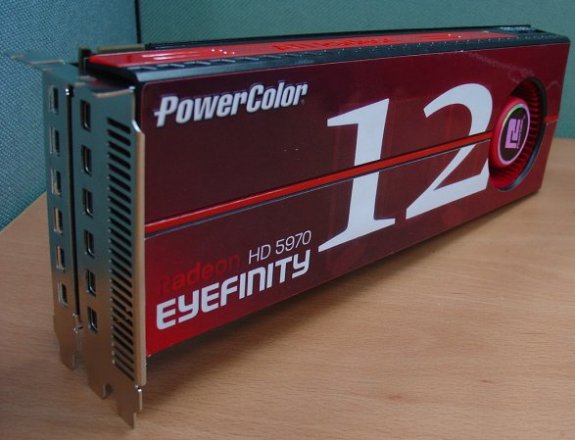 PowerColor
12
Radeon HD 5970
EYEFINITY